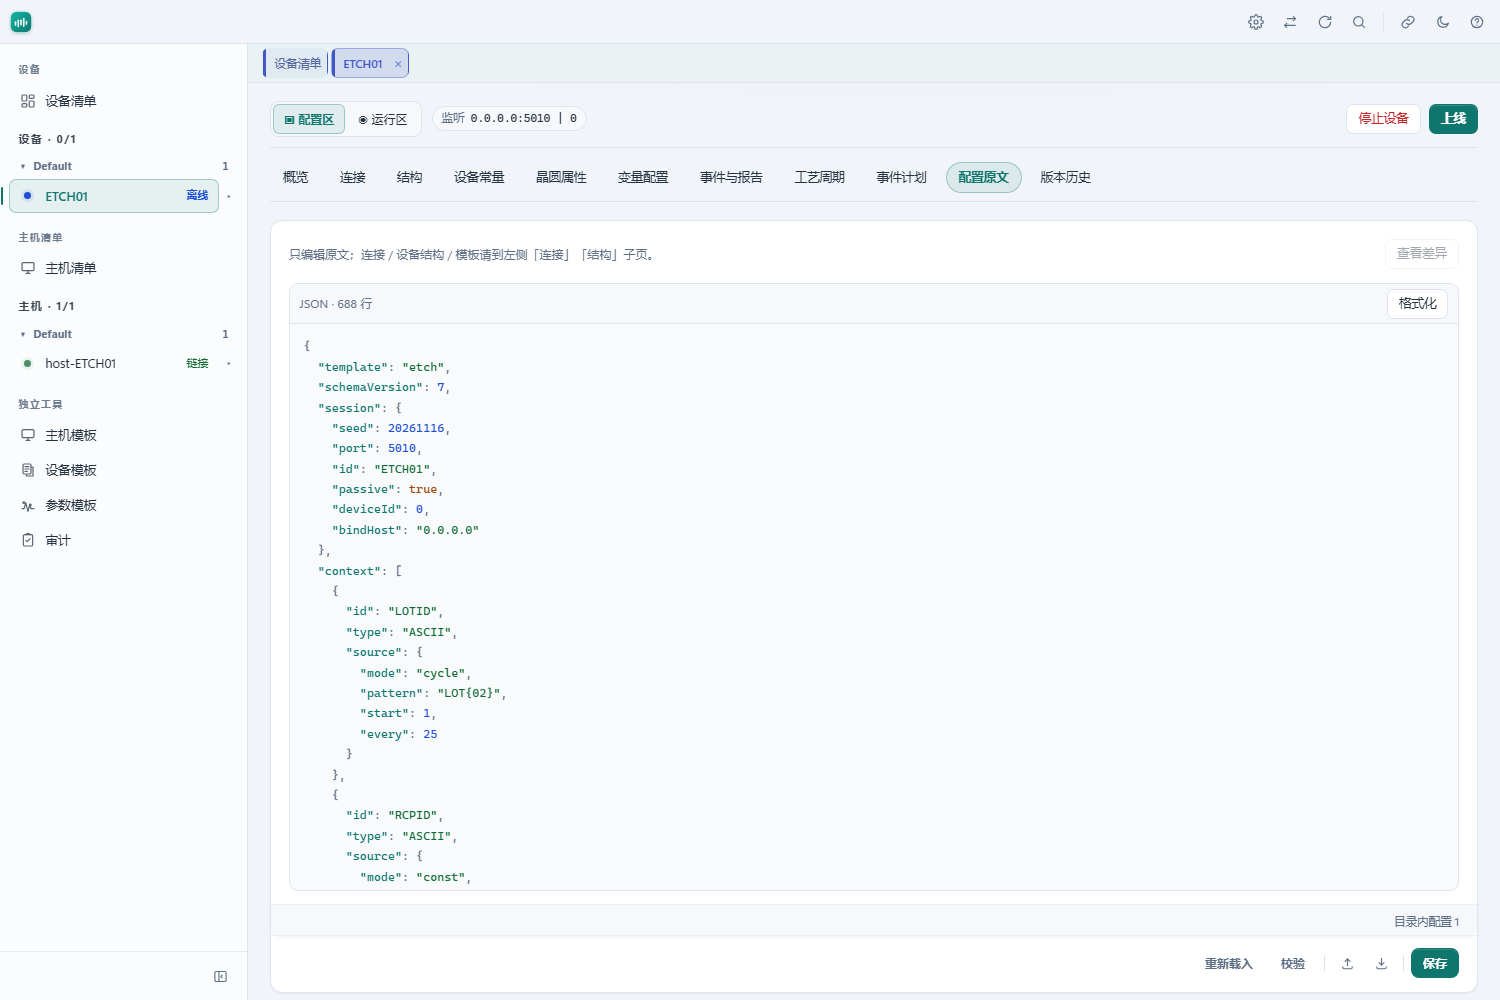 设备清单
ETCH01 ×
设备
设备清单
设备 · 0/1
Default 1
ETCH01 离线
主机清单
主机清单
主机 · 1/1
Default 1
host-ETCH01 链接
独立工具
主机模板
设备模板
参数模板
审计
配置区 运行区 监听 0.0.0.0:5010 | 0
停止设备 上线
概览 连接 结构 设备常量 晶圆属性 变量配置 事件与报告 工艺周期 事件计划 配置原文 版本历史
只编辑原文；连接 / 设备结构 / 模板请到左侧「连接」「结构」子页。
查看差异
JSON · 688 行
格式化
{
"template": "etch",
"schemaVersion": 7,
"session": {
"seed": 20261116,
"port": 5010,
"id": "ETCH01",
"passive": true,
"deviceId": 0,
"bindHost": "0.0.0.0"
},
"context": [
{
"id": "LOTID",
"type": "ASCII",
"source": {
"mode": "cycle",
"pattern": "LOT{02}",
"start": 1,
"every": 25
}
},
{
"id": "RCPID",
"type": "ASCII",
"source": {
"mode": "const",
目录内配置 1
重新载入 校验 保存